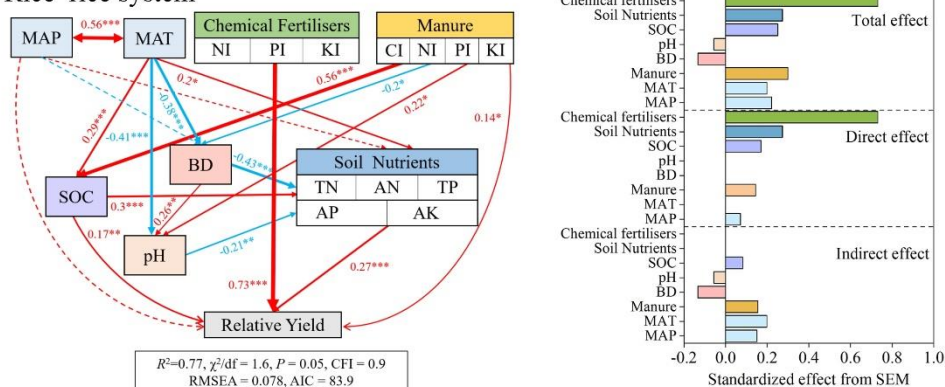 Rice-rice system
MAP
0.56***
MAT
Chemical Fertilisers
NI PI KI
Manure
CI NI PI KI
0.56***
0.2*
-0.2*
-0.38***
0.22*
0.14*
0.29***
-0.41***
BD
-0.43***
Soil Nutrients
TN AN TP
AP AK
SOC
0.3***
0.26**
0.17**
pH
-0.21**
0.73***
0.27***
Relative Yield
R²=0.77, χ²/df = 1.6, P = 0.05, CFI = 0.9
RMSEA = 0.078, AIC = 83.9
Chemical fertilisers
Soil Nutrients
SOC
pH
BD
Manure
MAT
MAP
Total effect
Chemical fertilisers
Soil Nutrients
SOC
pH
BD
Manure
MAT
MAP
Direct effect
Chemical fertilisers
Soil Nutrients
SOC
pH
BD
Manure
MAT
MAP
Indirect effect
-0.2 0.0 0.2 0.4 0.6 0.8 1.0
Standardized effect from SEM